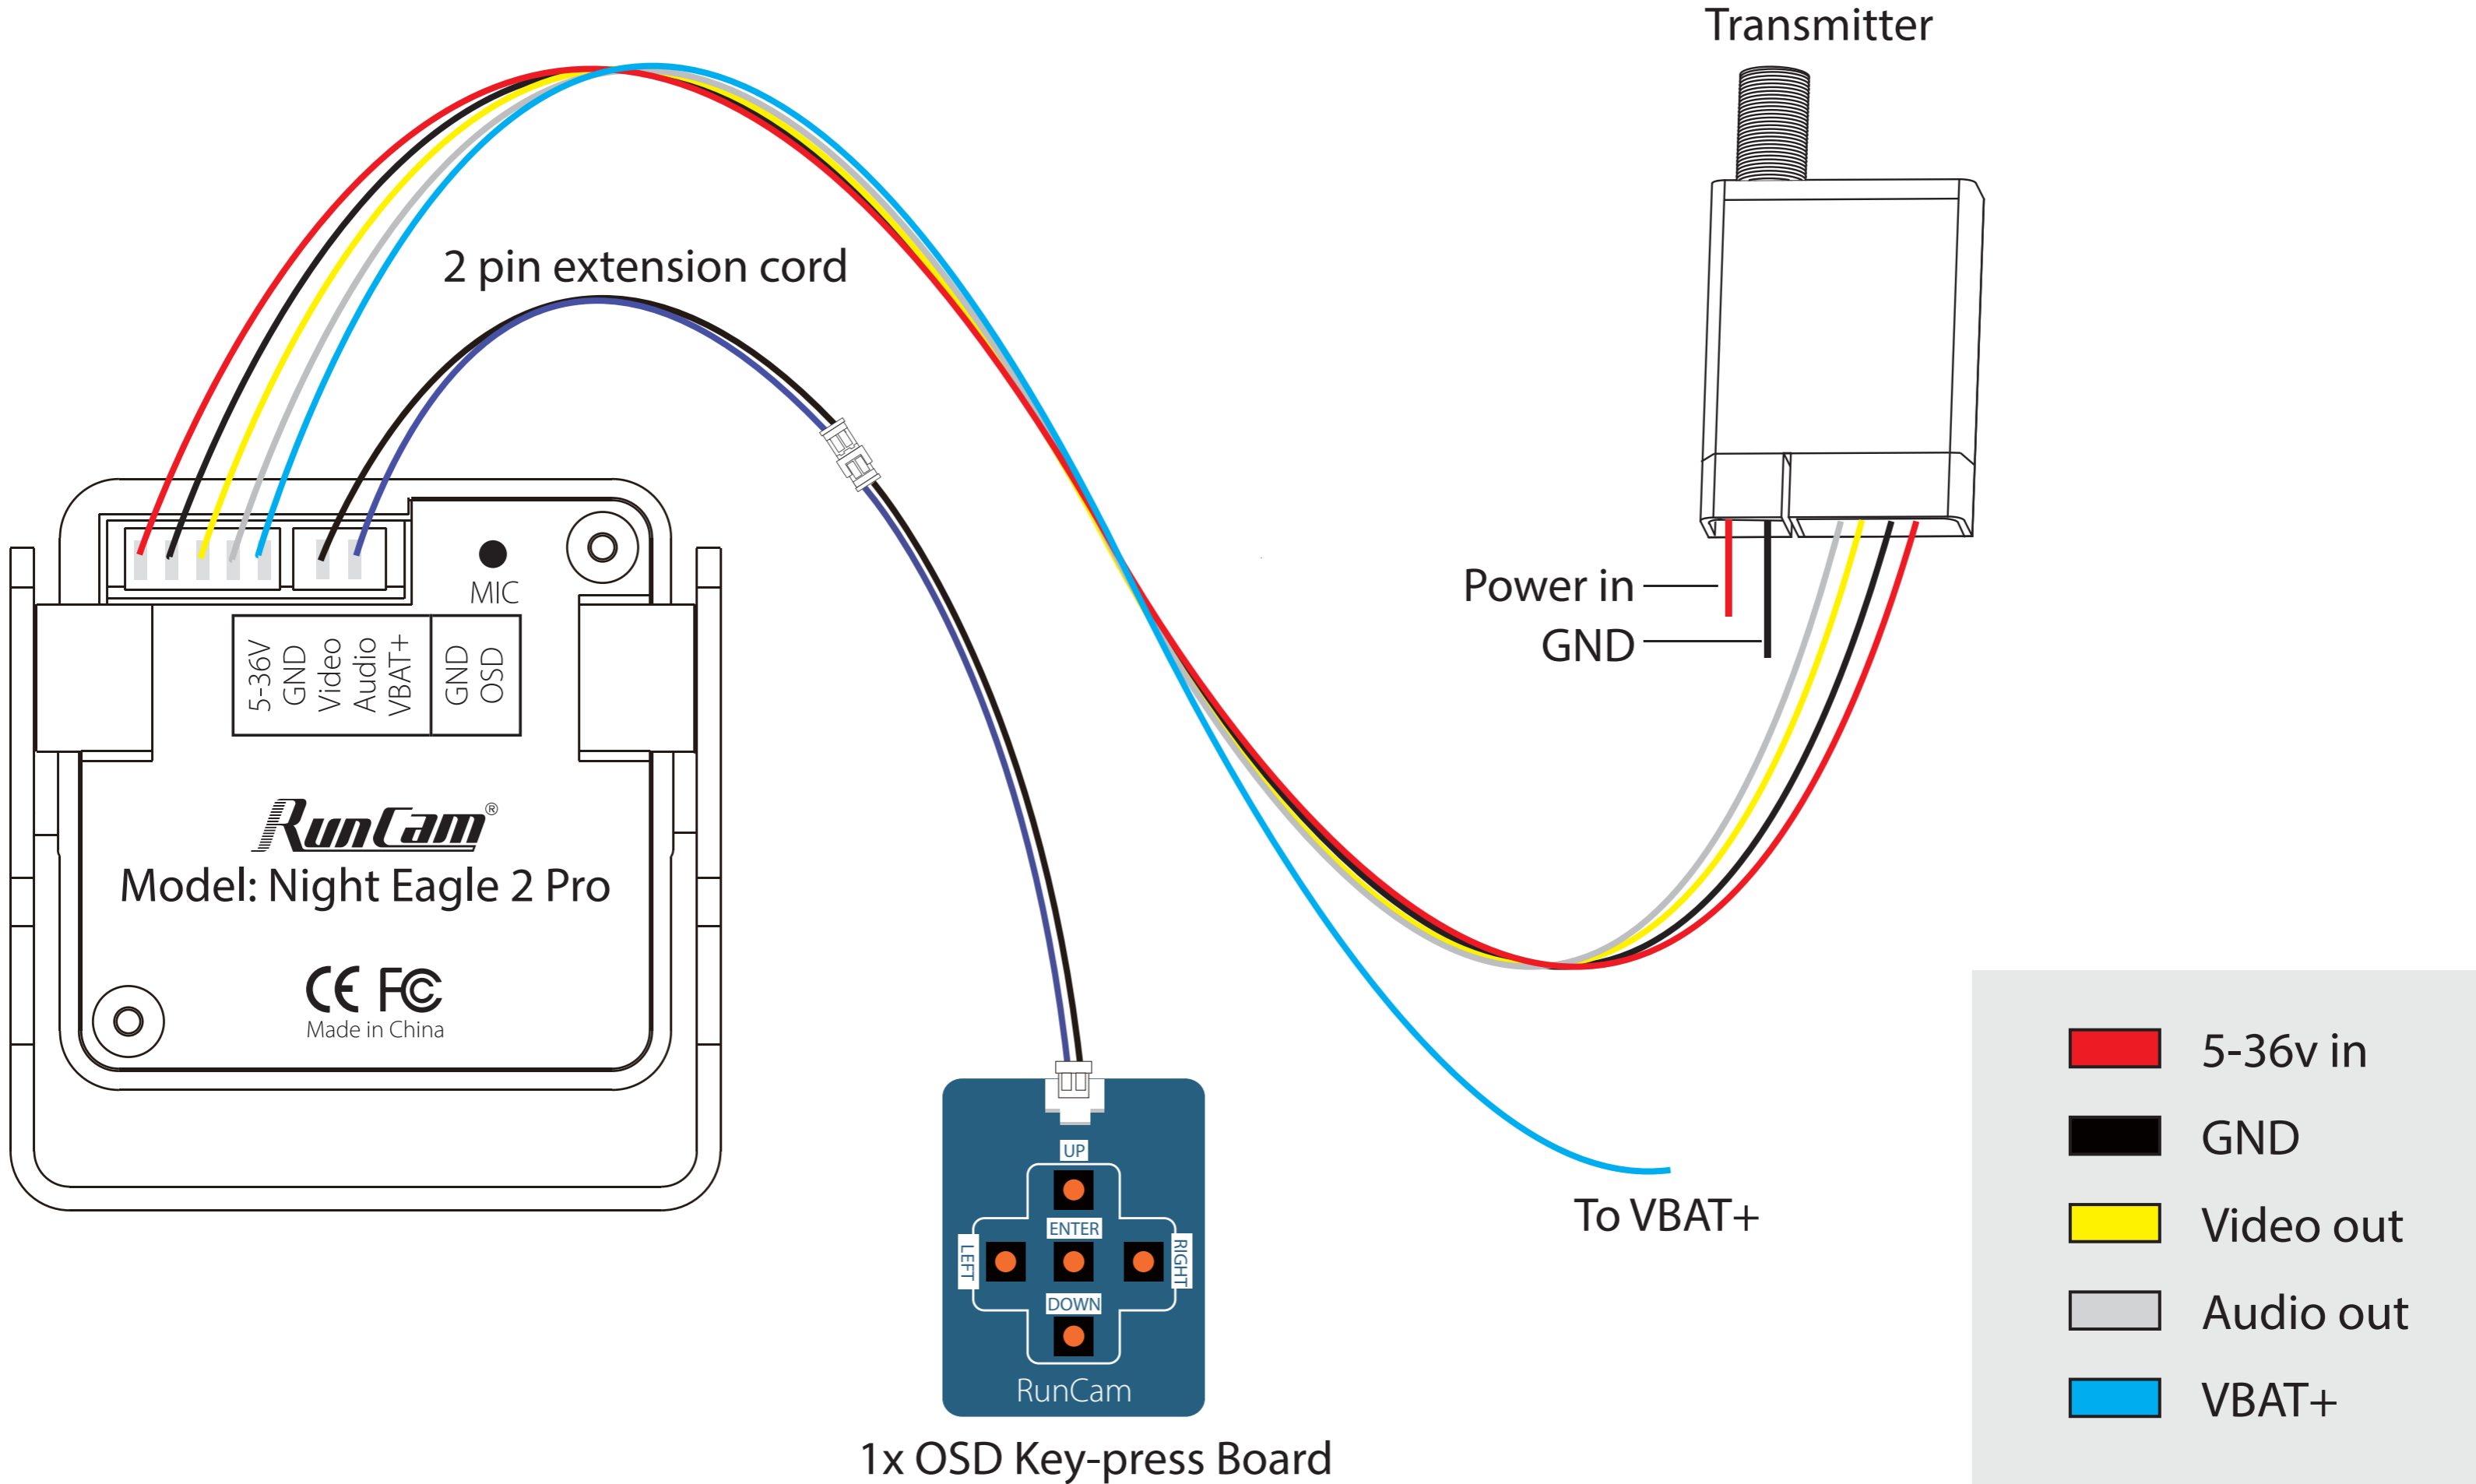 Transmitter
2 pin extension cord
MIC
5-36V
GND
Video
Audio
VBAT+
GND
OSD
Power in
GND
RunCam®
Model: Night Eagle 2 Pro
CE FC
Made in China
5-36v in
GND
Video out
Audio out
VBAT+
To VBAT+
UP
ENTER
LEFT
RIGHT
DOWN
RunCam
1x OSD Key-press Board